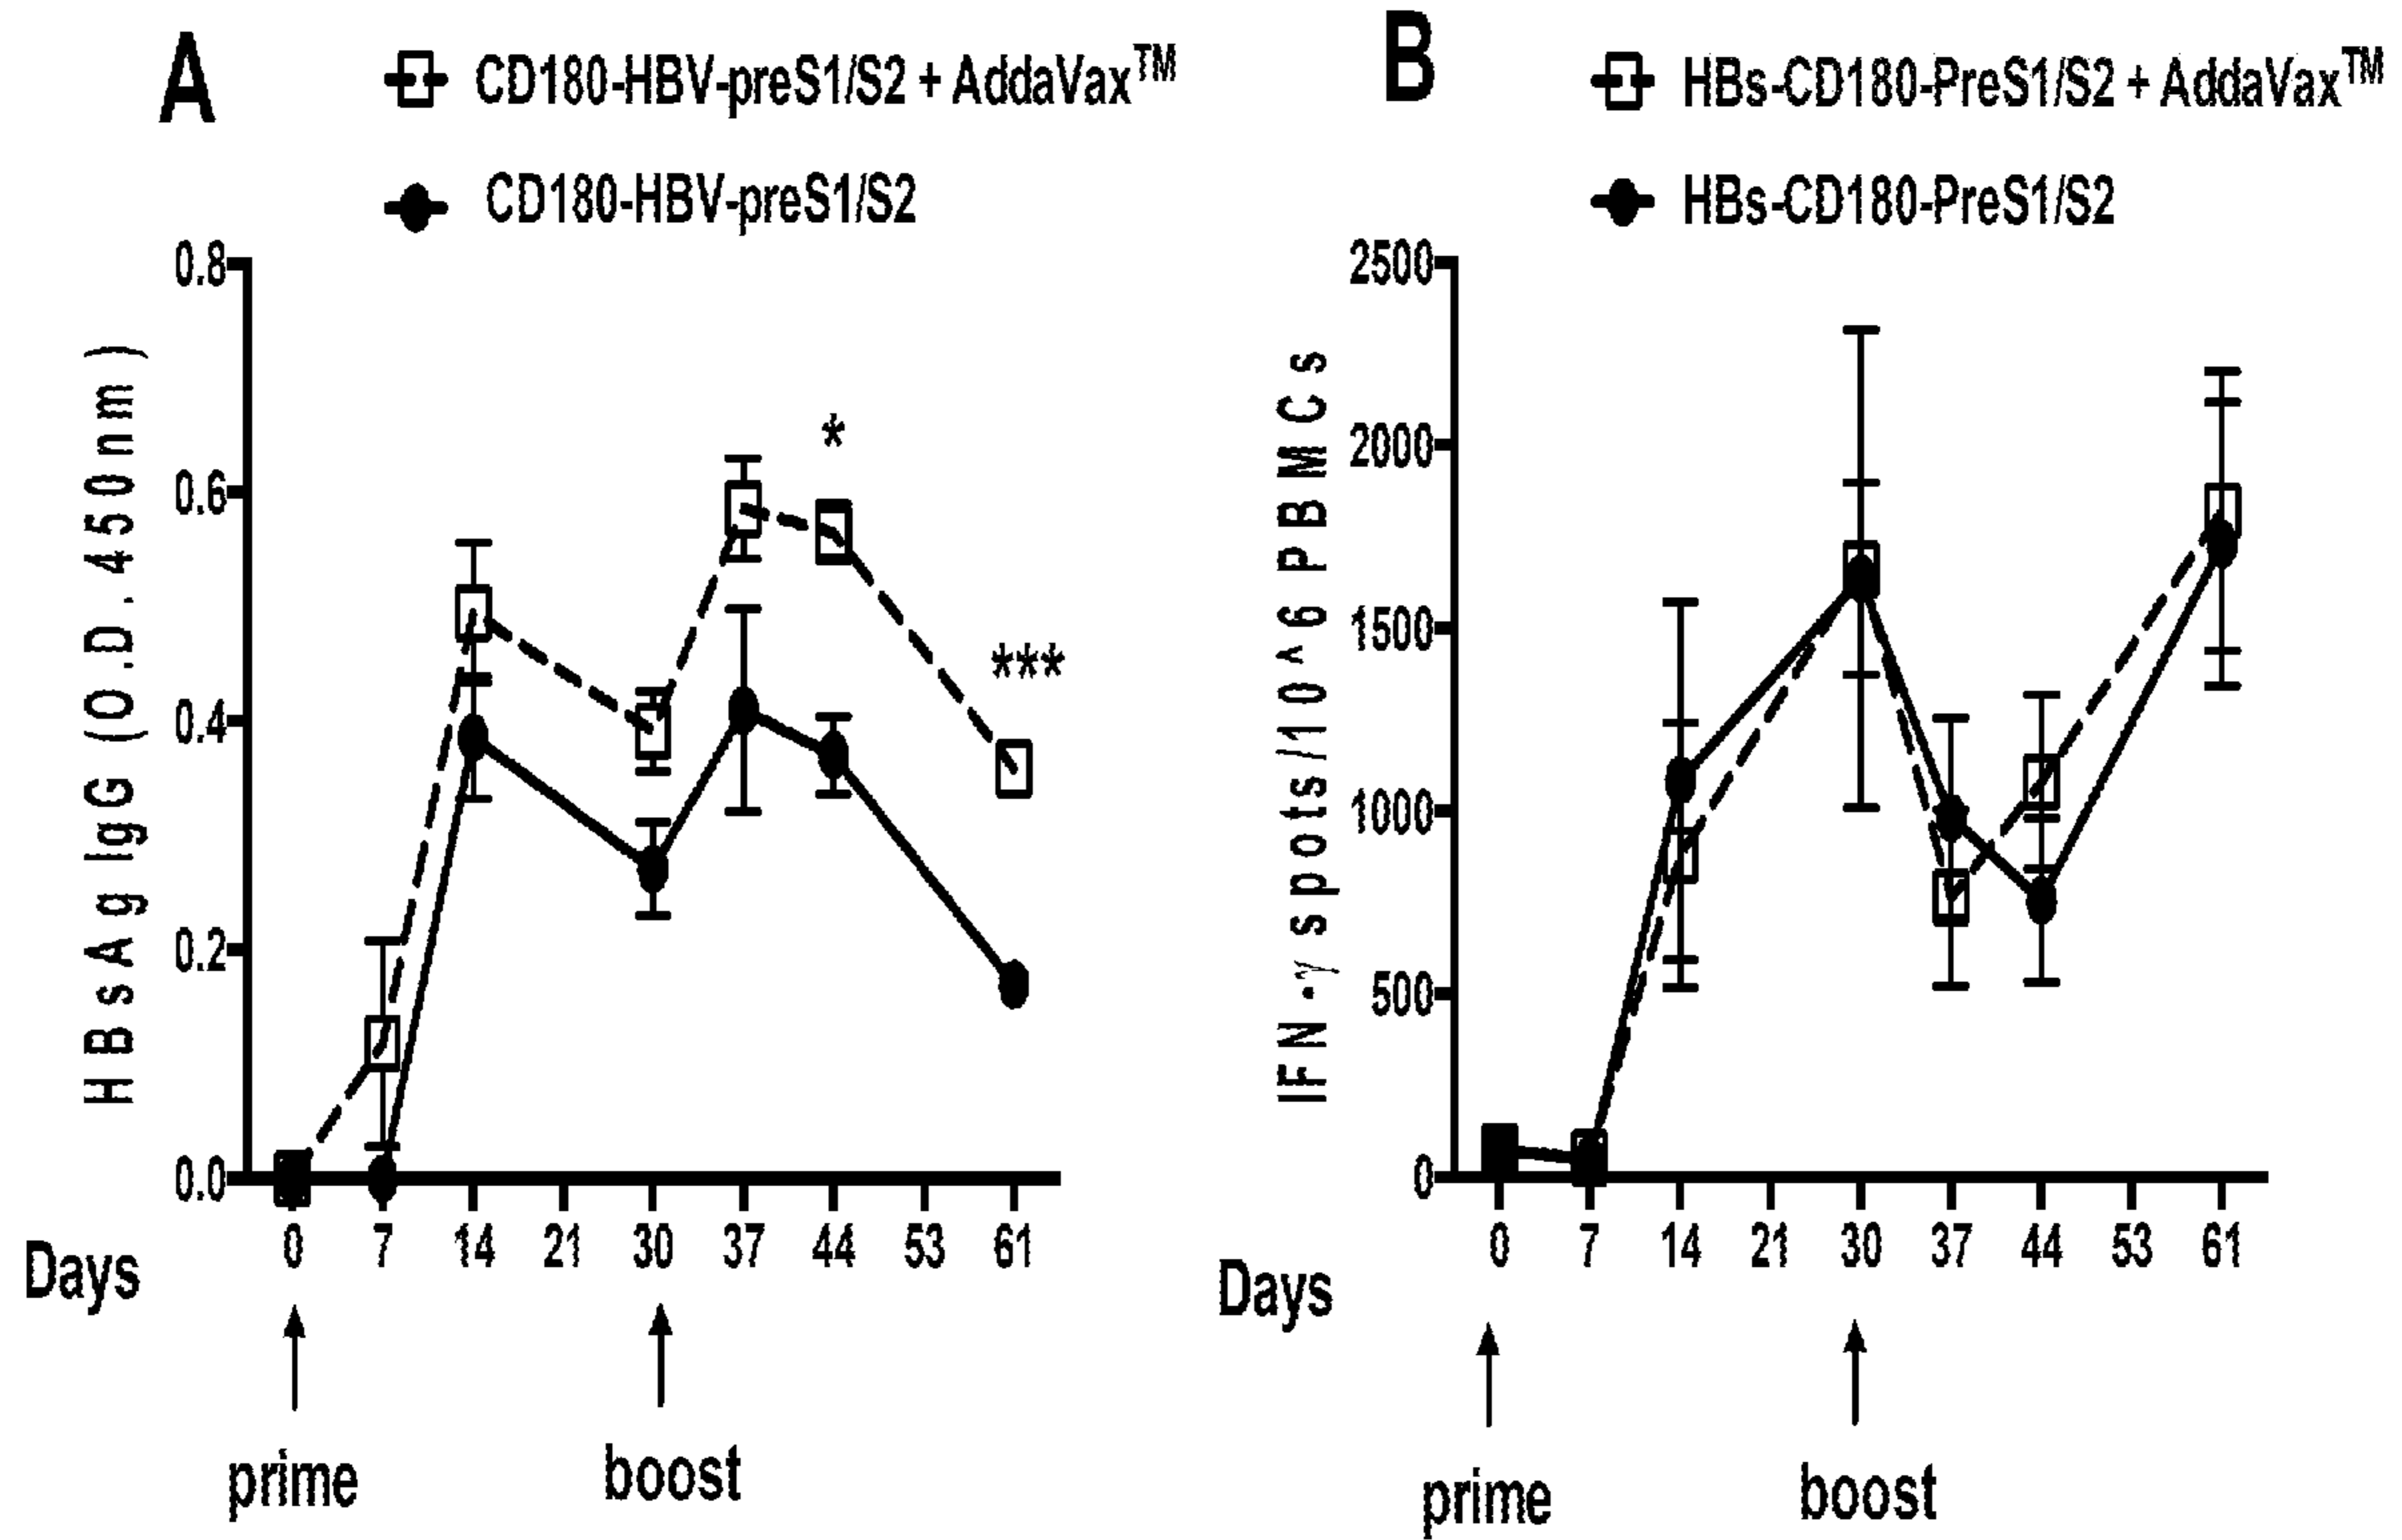 A
CD180-HBV-preS1/S2 + AddaVax™
CD180-HBV-preS1/S2
HBsAg IgG (O.D. 450nm)
0.8
0.6
0.4
0.2
0.0
*
***
Days
0 7 14 21 30 37 44 53 61
prime
boost
B
HBs-CD180-PreS1/S2 + AddaVax™
HBs-CD180-PreS1/S2
IFN•γ spots/10^6 PBMCs
2500
2000
1500
1000
500
0
0 7 14 21 30 37 44 53 61
Days
prime
boost